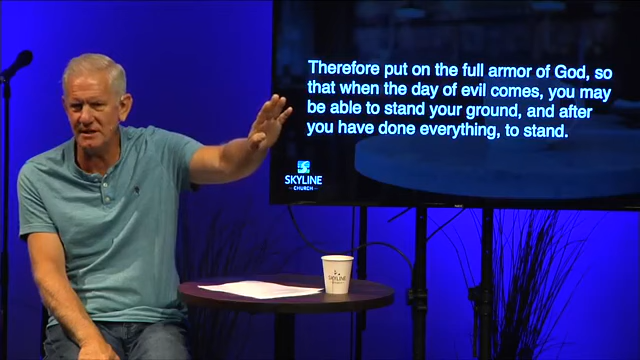 Therefore put on the full armor of God, so
that when the day of evil comes, you may
be able to stand your ground, and after
you have done everything, to stand.
SKYLINE
CHURCH
SKYLINE